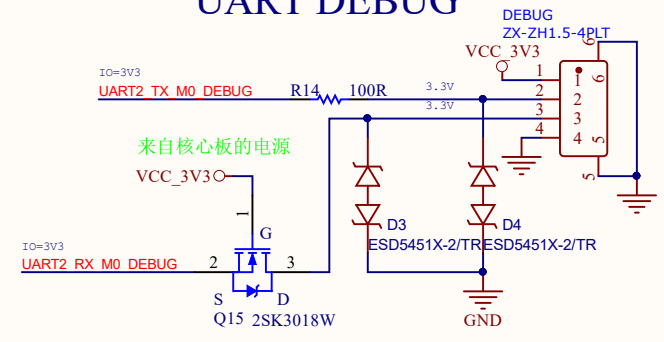 UART DEBUG
DEBUG
ZX-ZH1.5-4PLT
VCC_3V3
IO=3V3
UART2_TX_M0_DEBUG
R14
100R
3.3V
3.3V
1
2
3
4
1
2
3
4
6
6
5
5
来自核心板的电源
VCC_3V3
1
G
IO=3V3
UART2_RX_M0_DEBUG
2
3
S
D
Q15 2SK3018W
D3
ESD5451X-2/TR
D4
ESD5451X-2/TR
GND